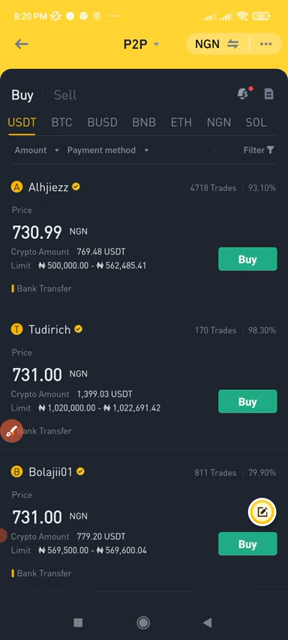 8:20 PM
P2P
NGN
Buy Sell
USDT BTC BUSD BNB ETH NGN SOL
Amount Payment method Filter
A Alhjiezz 4718 Trades 93.10%
Price
730.99 NGN
Crypto Amount 769.48 USDT
Limit ₦ 500,000.00 - ₦ 562,485.41
Buy
Bank Transfer
T Tudirich 170 Trades 98.30%
Price
731.00 NGN
Crypto Amount 1,399.03 USDT
Limit ₦ 1,020,000.00 - ₦ 1,022,691.42
Buy
Bank Transfer
B Bolajii01 811 Trades 79.90%
Price
731.00 NGN
Crypto Amount 779.20 USDT
Limit ₦ 569,500.00 - ₦ 569,600.04
Buy
Bank Transfer